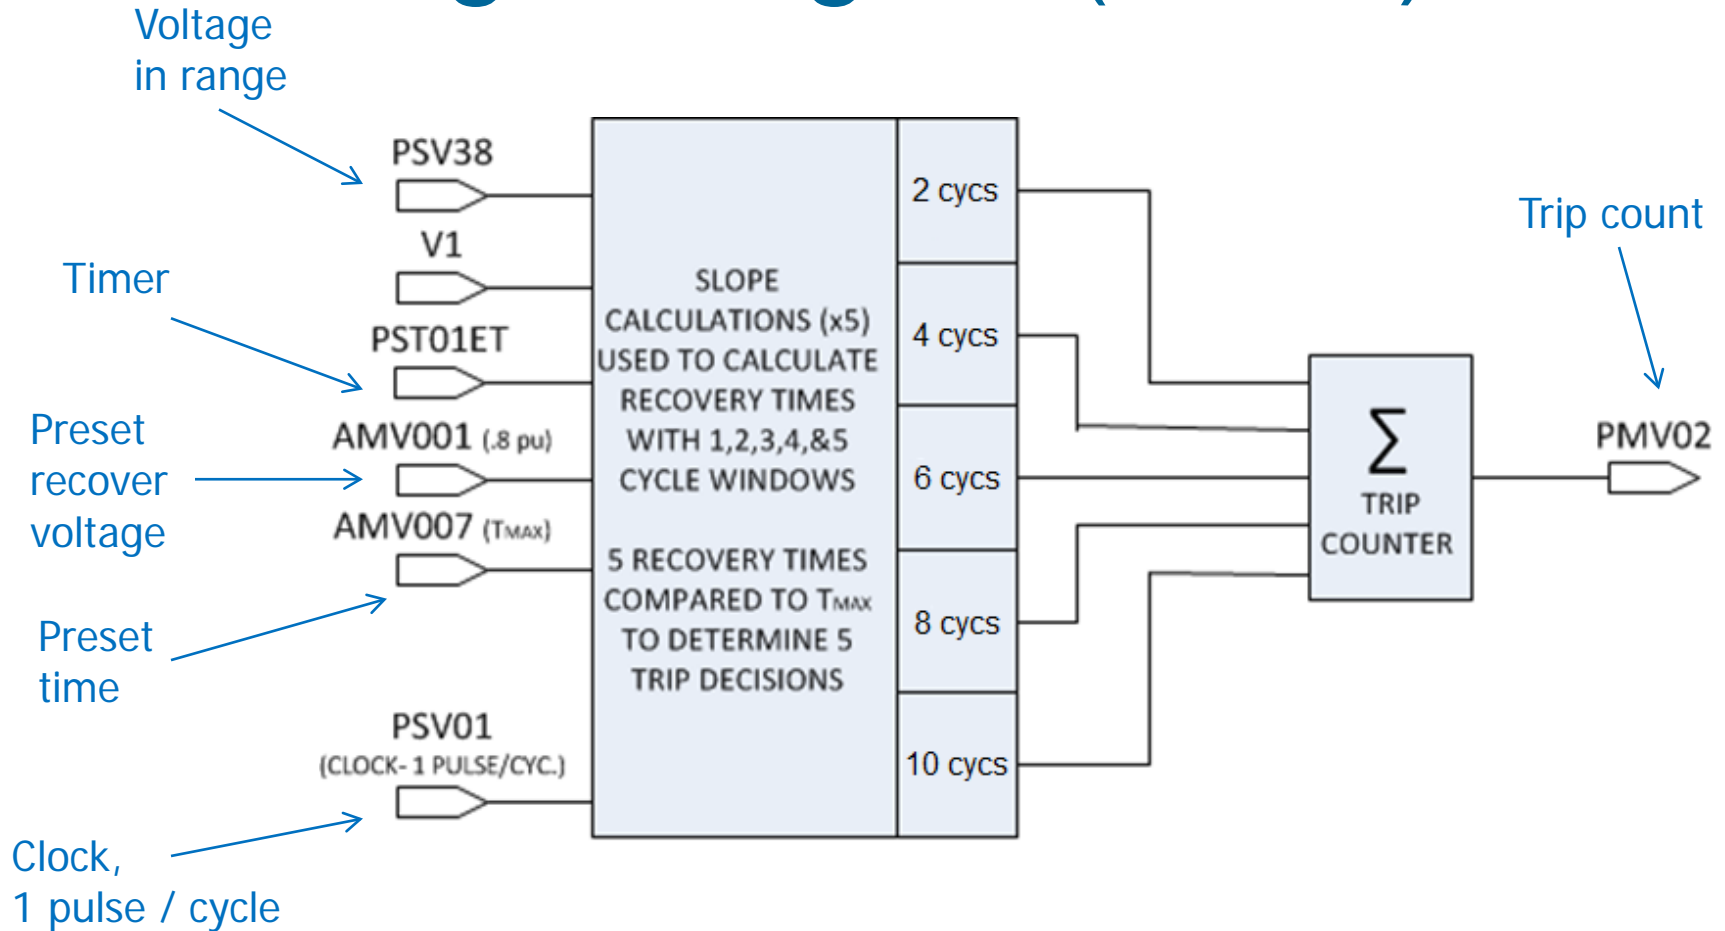 Voltage
in range
PSV38
V1
Timer
PST01ET
Preset
recover
voltage
AMV001 (.8 pu)
AMV007 (TMAX)
Preset
time
PSV01
(CLOCK- 1 PULSE/CYC.)
Clock,
1 pulse / cycle
SLOPE
CALCULATIONS (x5)
USED TO CALCULATE
RECOVERY TIMES
WITH 1,2,3,4,&5
CYCLE WINDOWS
5 RECOVERY TIMES
COMPARED TO TMAX
TO DETERMINE 5
TRIP DECISIONS
2 cycs
4 cycs
6 cycs
8 cycs
10 cycs
Σ
TRIP
COUNTER
Trip count
PMV02